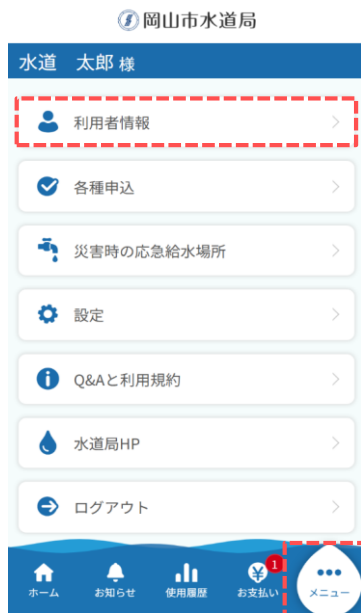 岡山市水道局
水道　太郎 様
利用者情報
各種申込
災害時の応急給水場所
設定
Q&Aと利用規約
水道局HP
ログアウト
1
ホーム　お知らせ　使用履歴　お支払い　メニュー